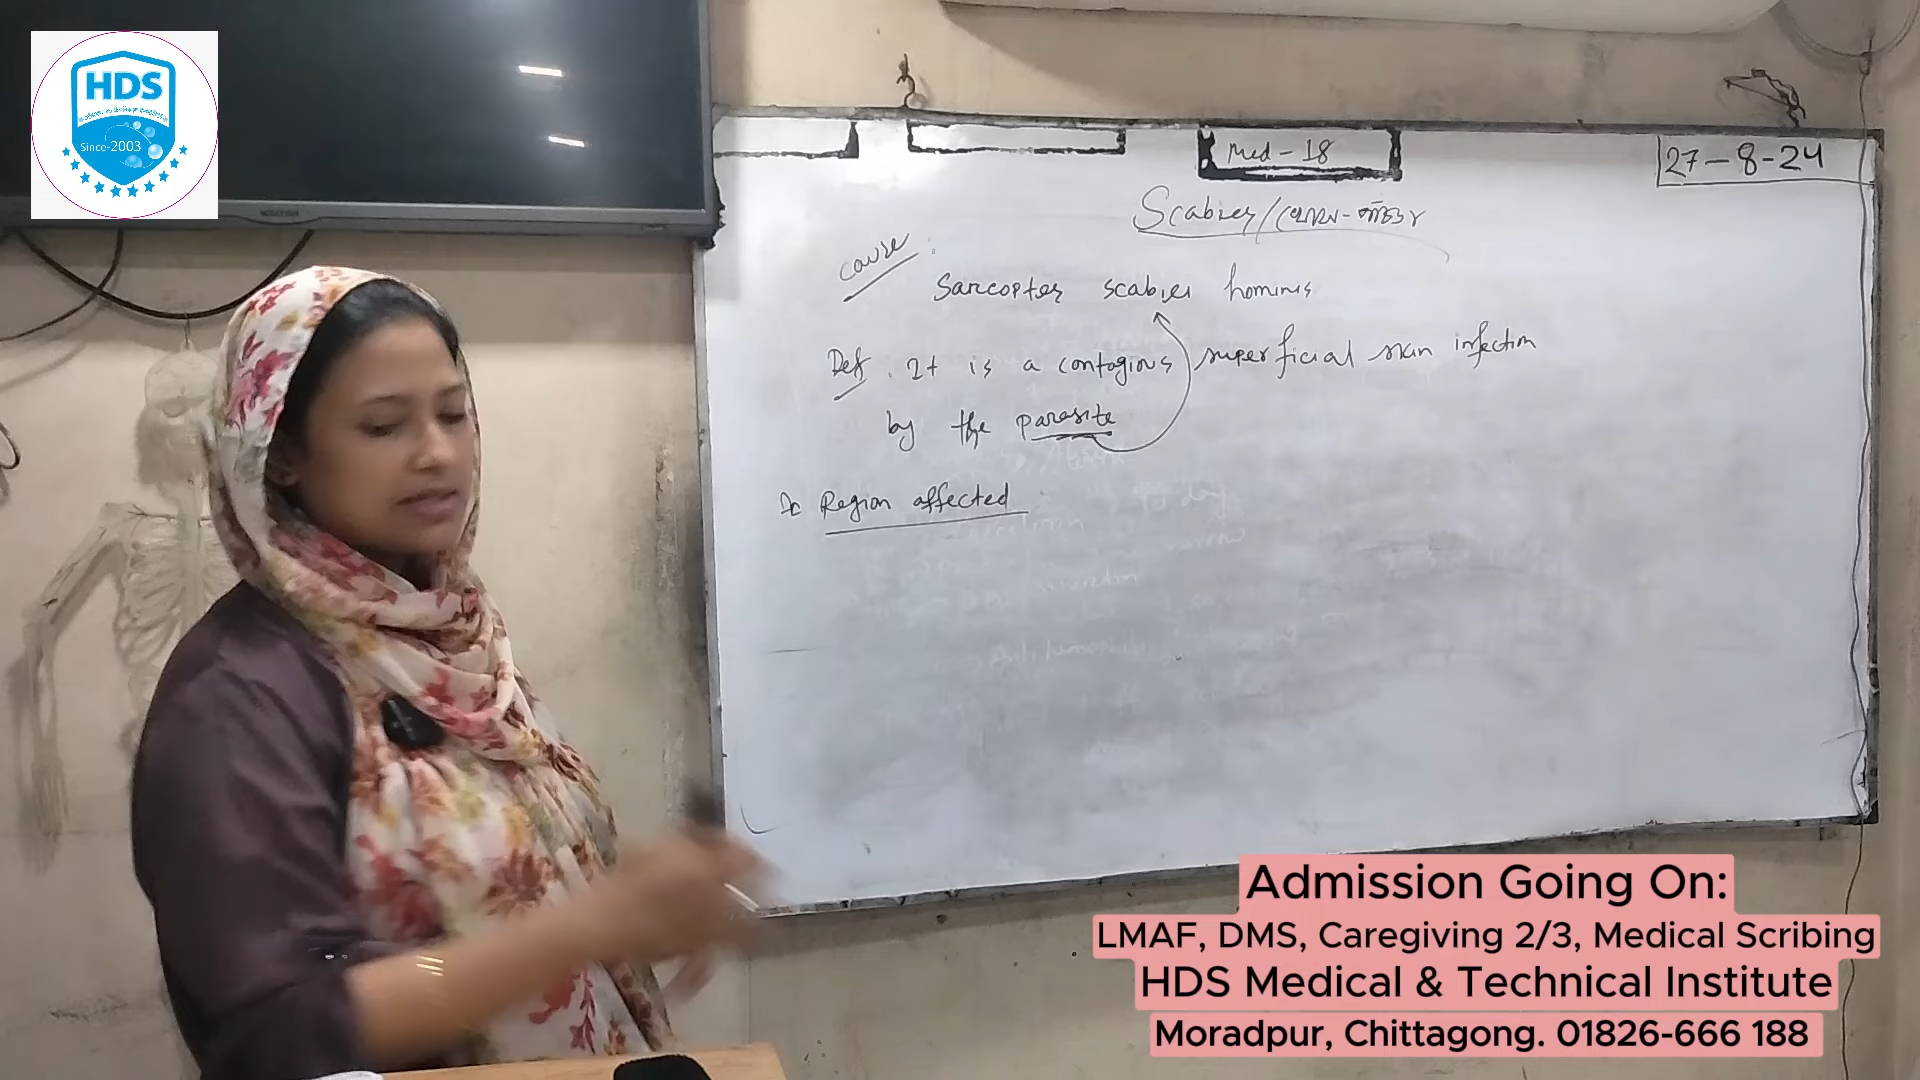 HDS
Since-2003
Med - 18
27-8-24
Scabies/খোস-পাঁচড়া
cause :
Sarcoptes scabiei hominis
Def : It is a contagious superficial skin infection
by the parasite
Region affected :
Admission Going On:
LMAF, DMS, Caregiving 2/3, Medical Scribing
HDS Medical & Technical Institute
Moradpur, Chittagong. 01826-666 188